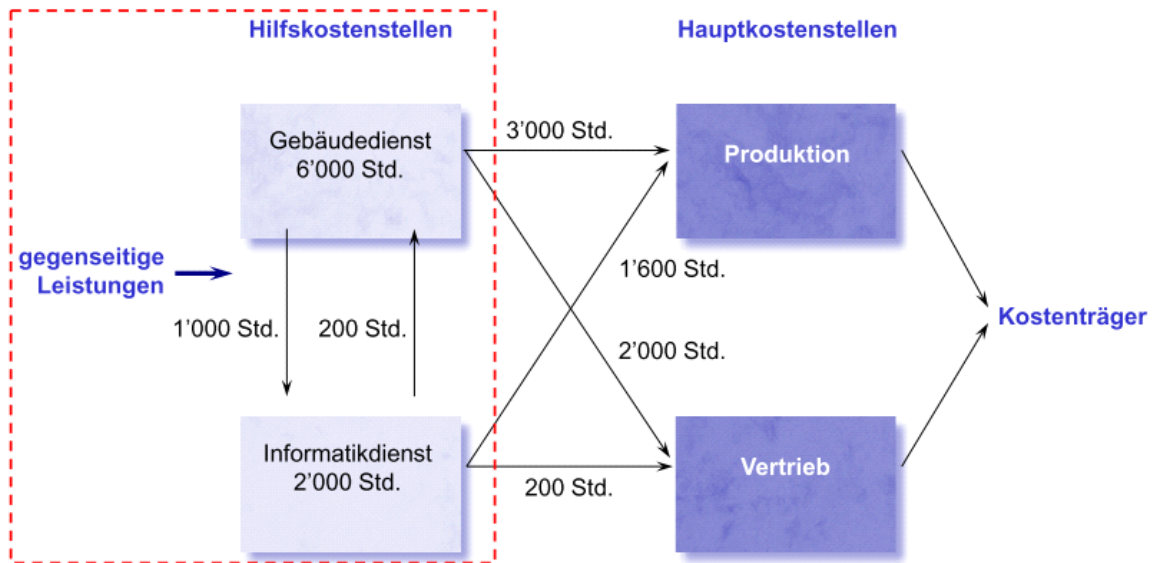 Hilfskostenstellen
Hauptkostenstellen
Gebäudedienst
6’000 Std.
3’000 Std.
Produktion
gegenseitige
Leistungen
1’000 Std.
200 Std.
1’600 Std.
2’000 Std.
Kostenträger
Informatikdienst
2’000 Std.
200 Std.
Vertrieb